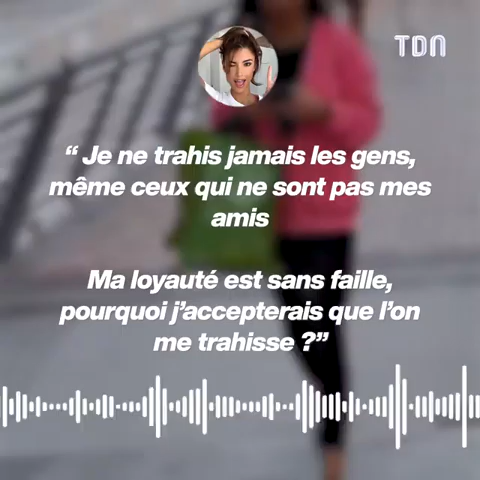 TDN
“ Je ne trahis jamais les gens,
même ceux qui ne sont pas mes
amis
Ma loyauté est sans faille,
pourquoi j’accepterais que l’on
me trahisse ?”